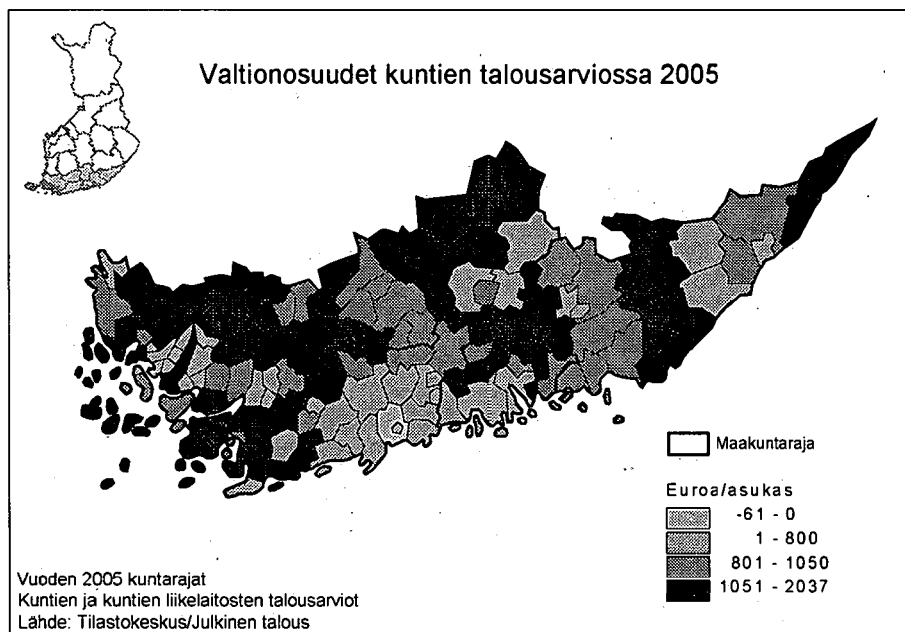 Valtionosuudet kuntien talousarviossa 2005
Maakuntaraja
Euroa/asukas
-61 - 0
1 - 800
801 - 1050
1051 - 2037
Vuoden 2005 kuntarajat
Kuntien ja kuntien liikelaitosten talousarviot
Lähde: Tilastokeskus/Julkinen talous